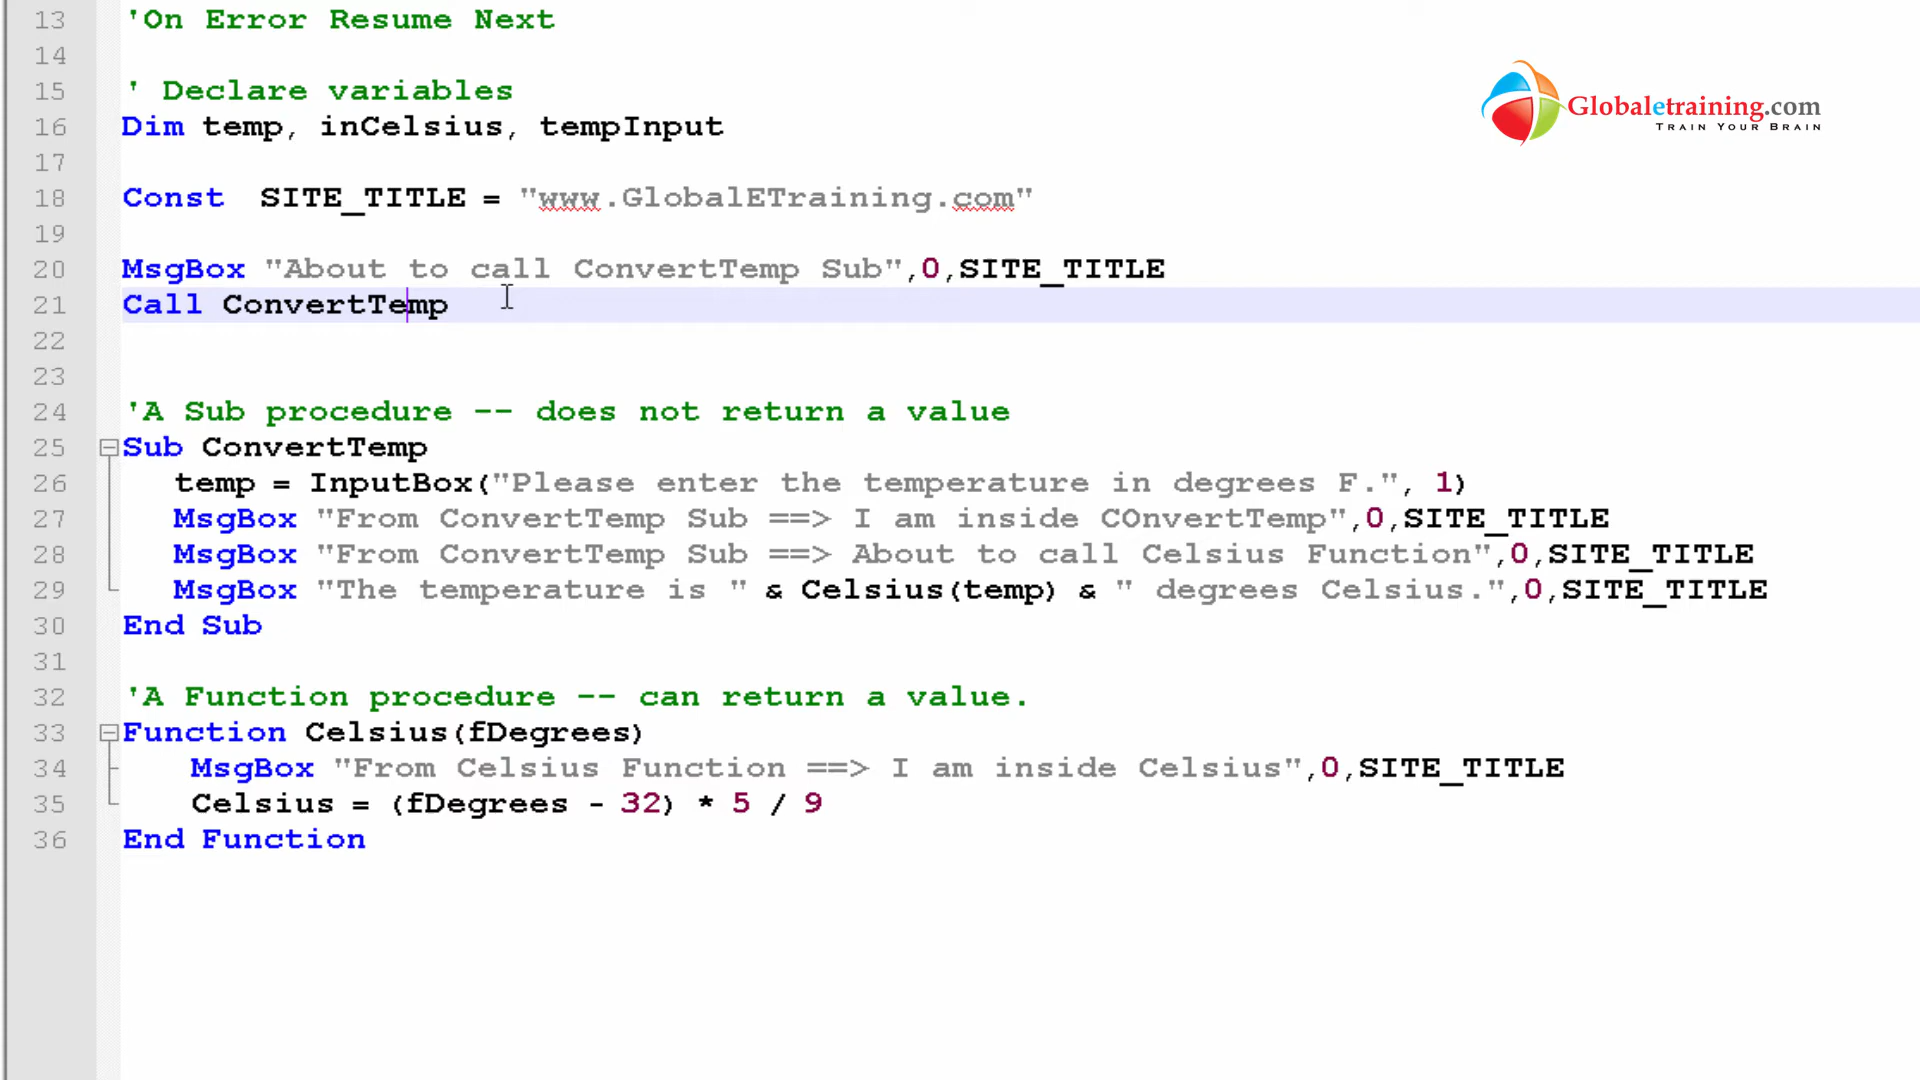 13 'On Error Resume Next
14
15 ' Declare variables
16 Dim temp, inCelsius, tempInput
17
18 Const  SITE_TITLE = "www.GlobalETraining.com"
19
20 MsgBox "About to call ConvertTemp Sub",0,SITE_TITLE
21 Call ConvertTemp
22
23
24 'A Sub procedure -- does not return a value
25 Sub ConvertTemp
26 temp = InputBox("Please enter the temperature in degrees F.", 1)
27 MsgBox "From ConvertTemp Sub ==> I am inside COnvertTemp",0,SITE_TITLE
28 MsgBox "From ConvertTemp Sub ==> About to call Celsius Function",0,SITE_TITLE
29 MsgBox "The temperature is " & Celsius(temp) & " degrees Celsius.",0,SITE_TITLE
30 End Sub
31
32 'A Function procedure -- can return a value.
33 Function Celsius(fDegrees)
34 MsgBox "From Celsius Function ==> I am inside Celsius",0,SITE_TITLE
35 Celsius = (fDegrees - 32) * 5 / 9
36 End Function
Globaletraining.com
TRAIN YOUR BRAIN